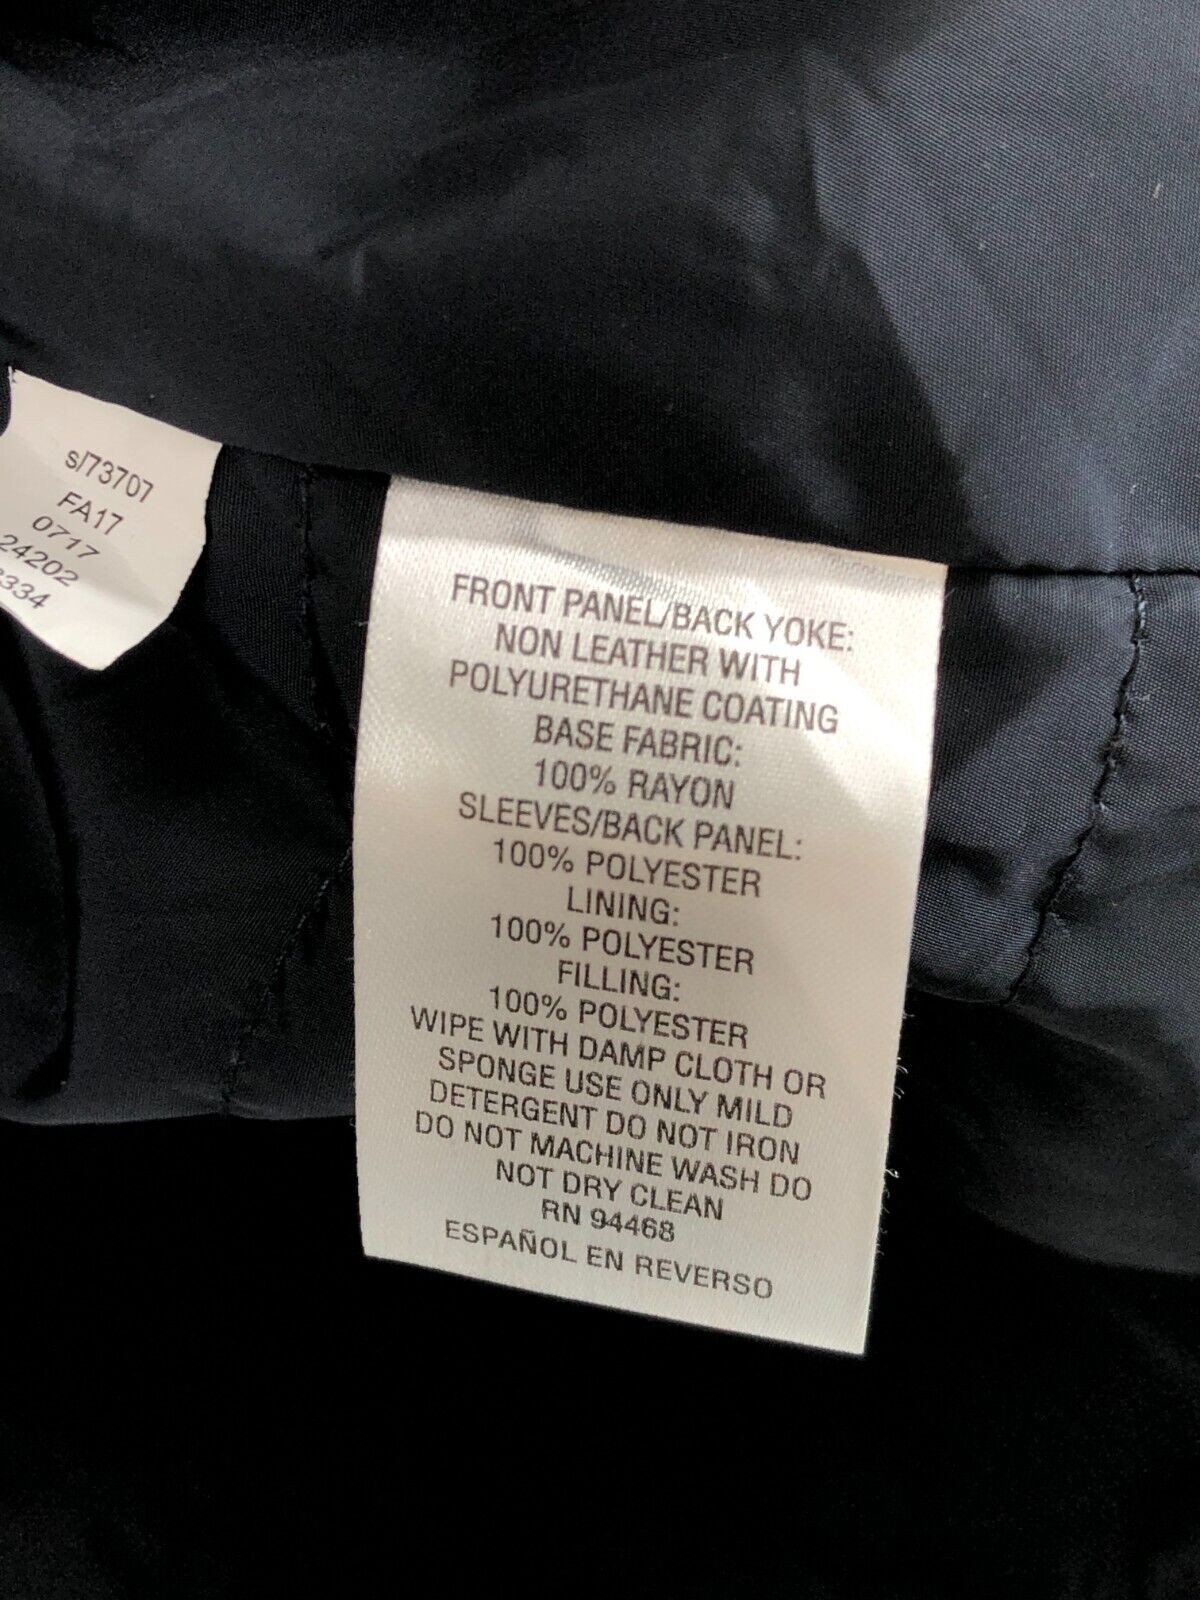 s/73707
FA17
0717
24202
3334
FRONT PANEL/BACK YOKE:
NON LEATHER WITH
POLYURETHANE COATING
BASE FABRIC:
100% RAYON
SLEEVES/BACK PANEL:
100% POLYESTER
LINING:
100% POLYESTER
FILLING:
100% POLYESTER
WIPE WITH DAMP CLOTH OR
SPONGE USE ONLY MILD
DETERGENT DO NOT IRON
DO NOT MACHINE WASH DO
NOT DRY CLEAN
RN 94468
ESPAÑOL EN REVERSO